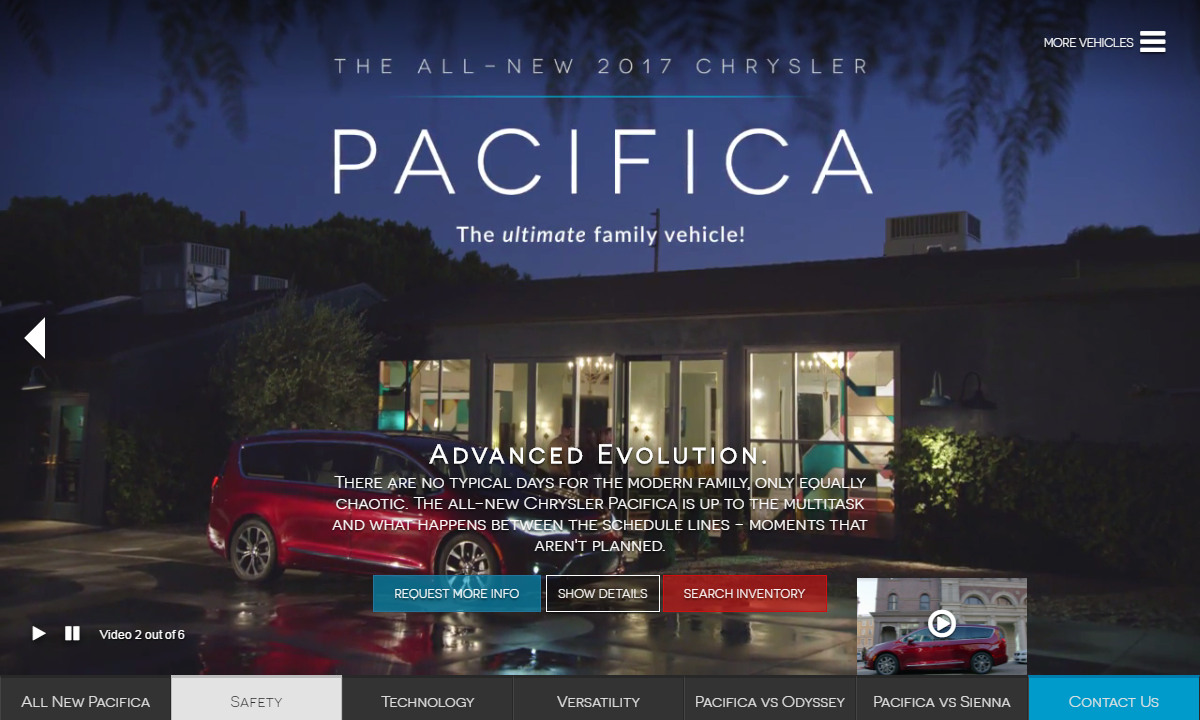 MORE VEHICLES
THE ALL-NEW 2017 CHRYSLER
PACIFICA
The ultimate family vehicle!
ADVANCED EVOLUTION.
THERE ARE NO TYPICAL DAYS FOR THE MODERN FAMILY, ONLY EQUALLY
CHAOTIC. THE ALL-NEW CHRYSLER PACIFICA IS UP TO THE MULTITASK
AND WHAT HAPPENS BETWEEN THE SCHEDULE LINES - MOMENTS THAT
AREN'T PLANNED.
REQUEST MORE INFO
SHOW DETAILS
SEARCH INVENTORY
Video 2 out of 6
ALL NEW PACIFICA
SAFETY
TECHNOLOGY
VERSATILITY
PACIFICA VS ODYSSEY
PACIFICA VS SIENNA
CONTACT US